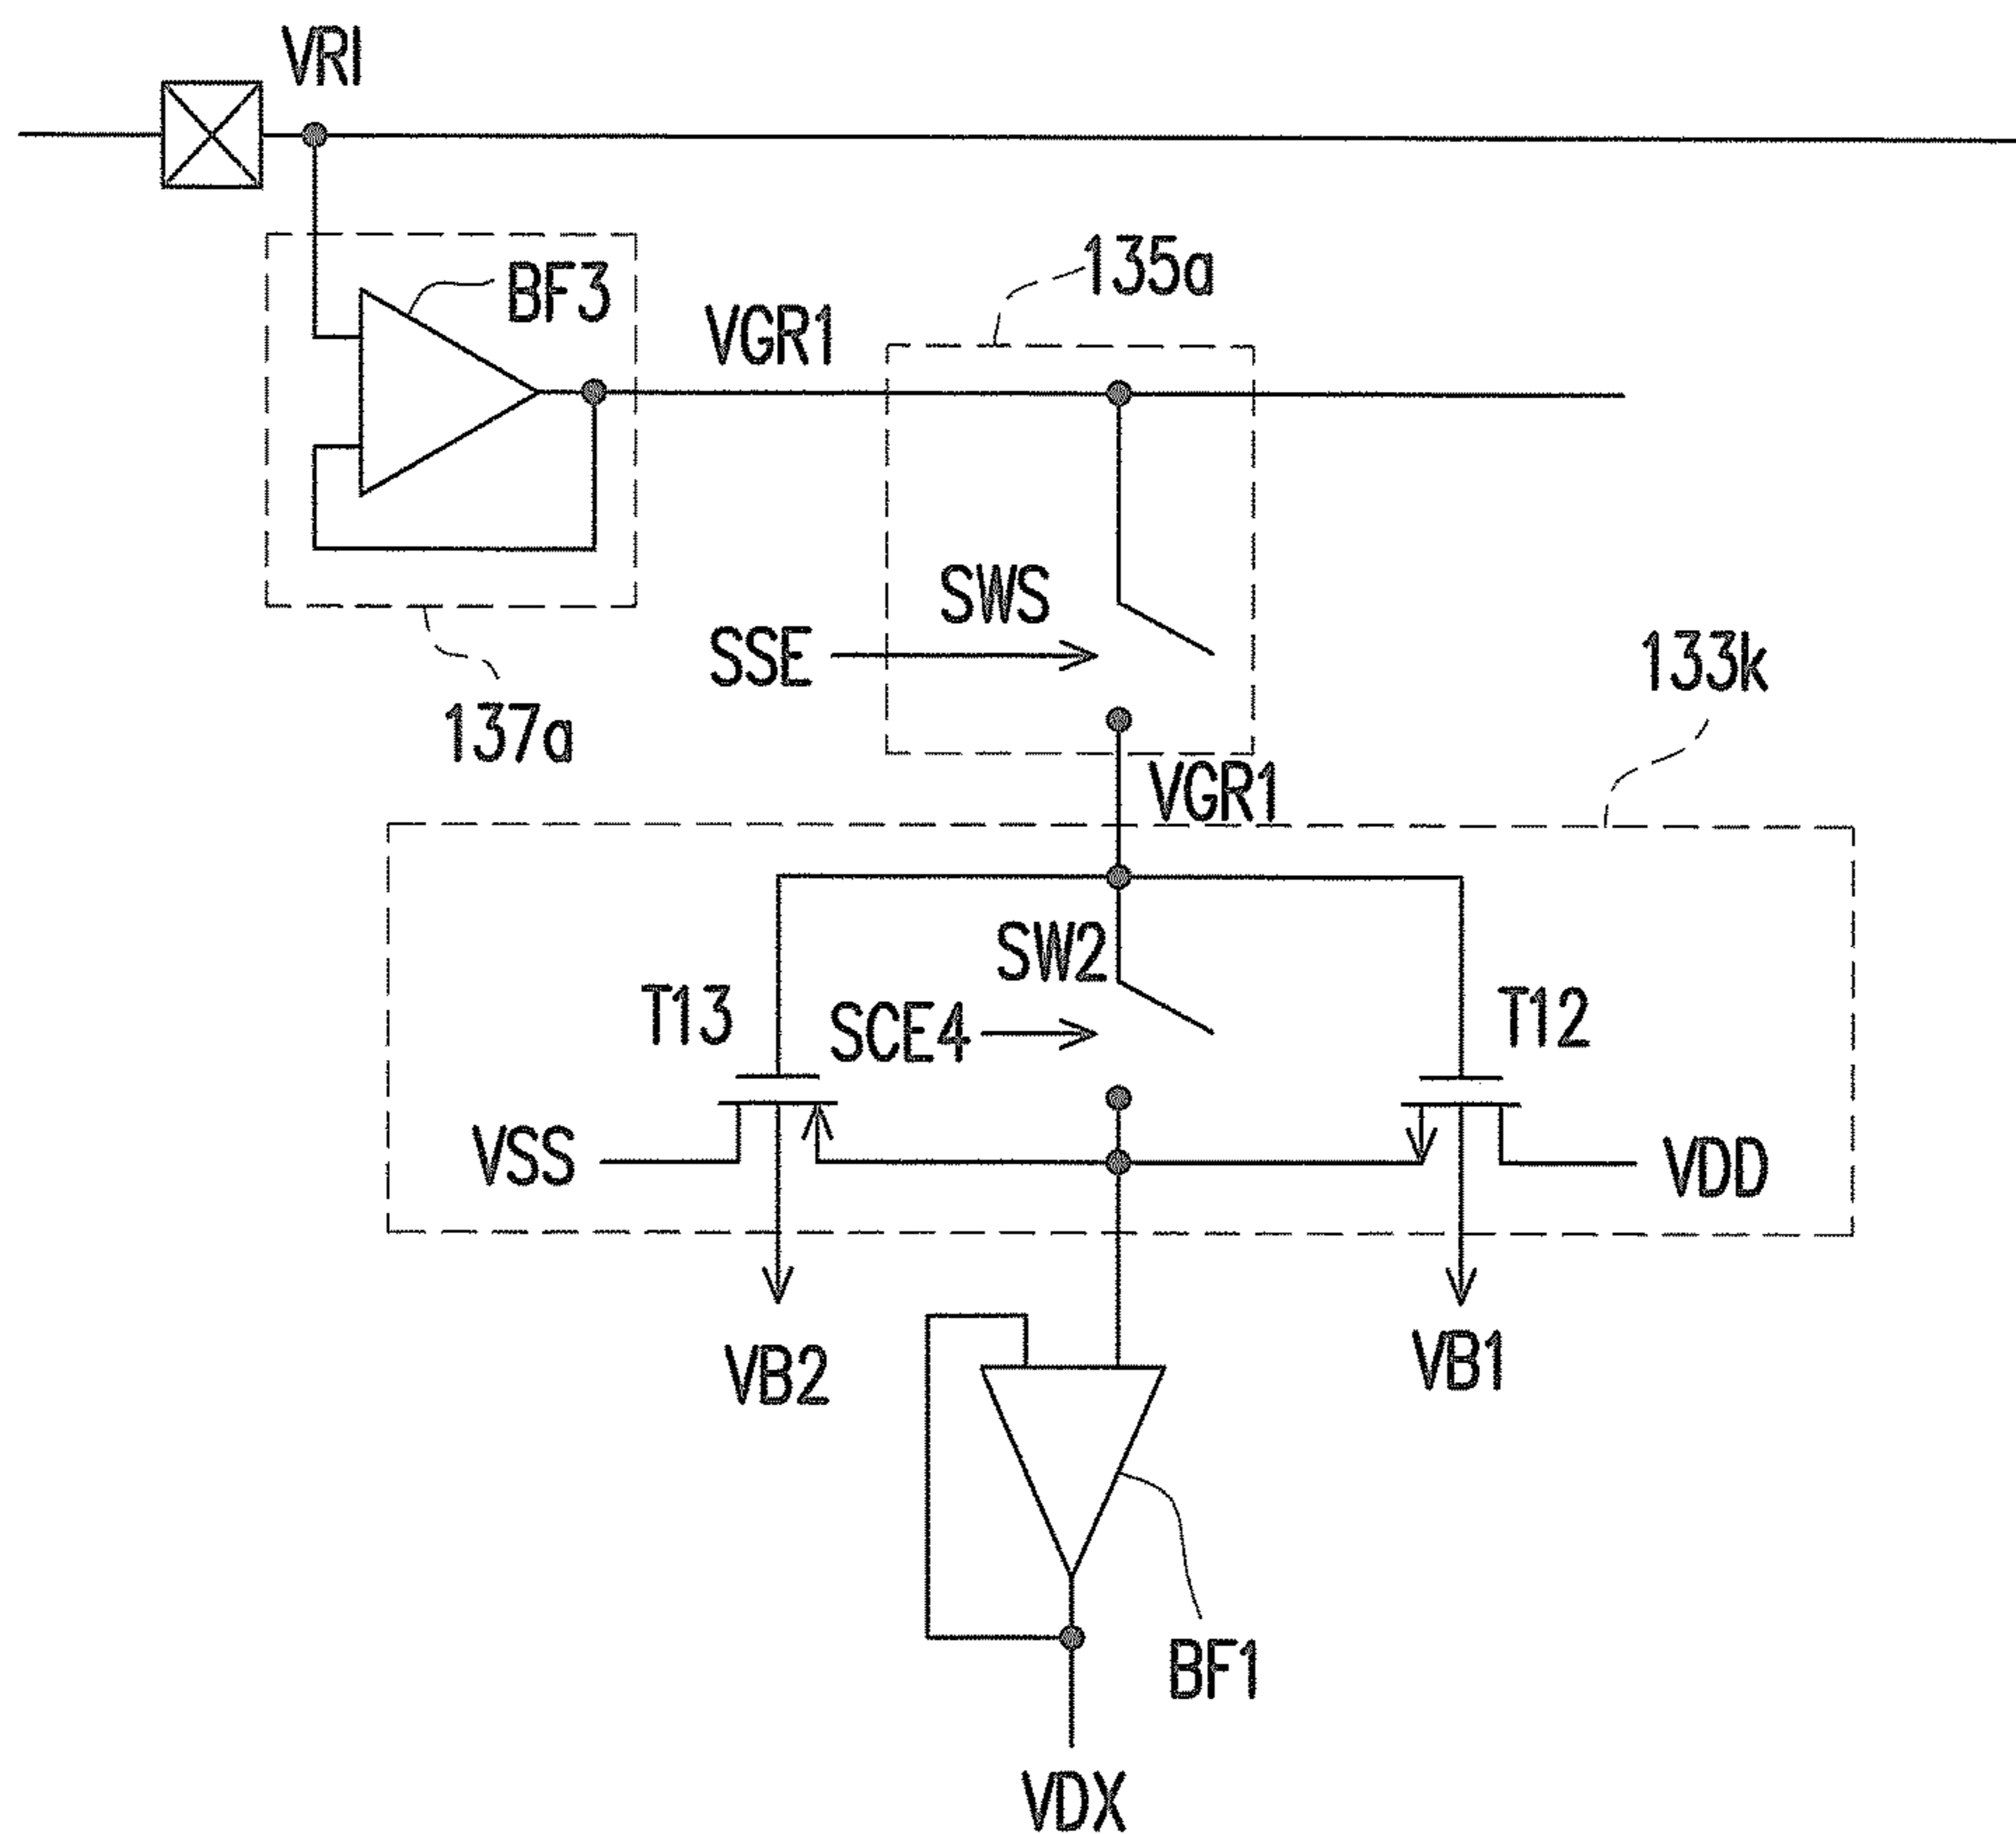 VRI
BF3
135a
VGR1
SWS
SSE
133k
137a
VGR1
SW2
T13
T12
SCE4
VSS
VDD
VB2
VB1
BF1
VDX